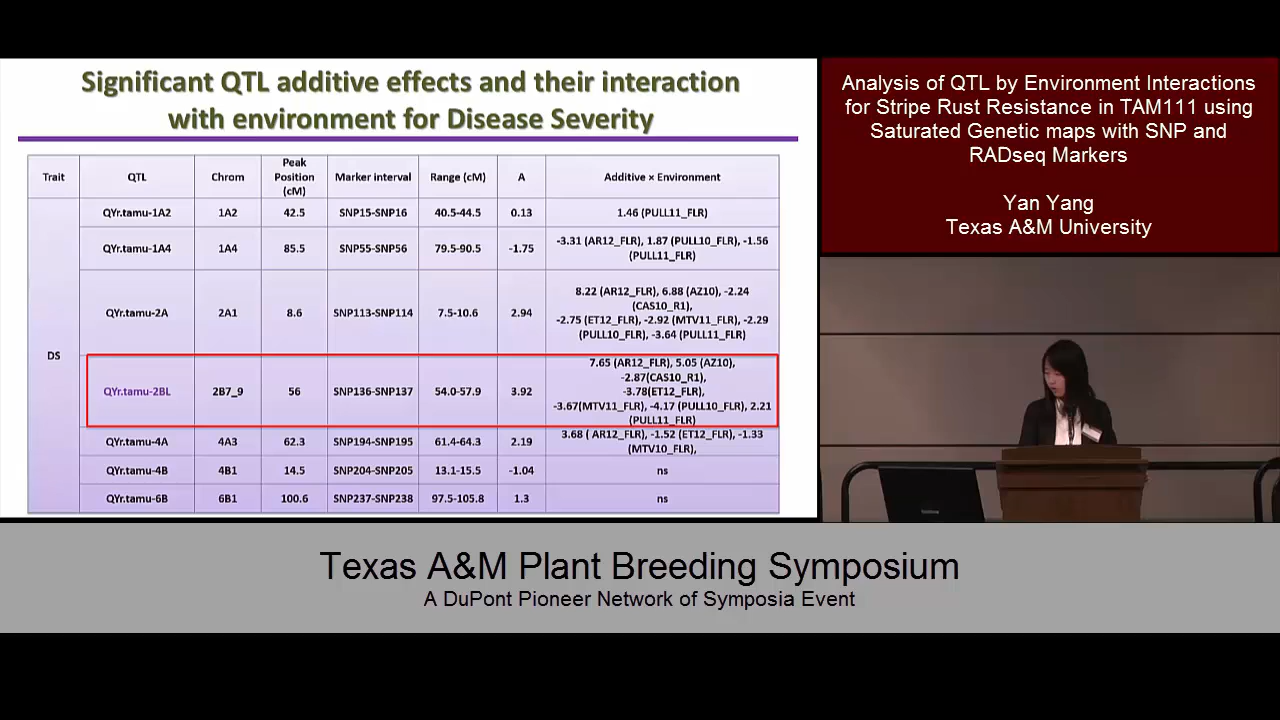 Significant QTL additive effects and their interaction
with environment for Disease Severity
Trait QTL Chrom Peak Position (cM) Marker interval Range (cM) A Additive × Environment
DS
QYr.tamu-1A2 1A2 42.5 SNP15-SNP16 40.5-44.5 0.13 1.46 (PULL11_FLR)
QYr.tamu-1A4 1A4 85.5 SNP55-SNP56 79.5-90.5 -1.75 -3.31 (AR12_FLR), 1.87 (PULL10_FLR), -1.56
(PULL11_FLR)
QYr.tamu-2A 2A1 8.6 SNP113-SNP114 7.5-10.6 2.94 8.22 (AR12_FLR), 6.88 (AZ10), -2.24
(CAS10_R1),
-2.75 (ET12_FLR), -2.92 (MTV11_FLR), -2.29
(PULL10_FLR), -3.64 (PULL11_FLR)
QYr.tamu-2BL 2B7_9 56 SNP136-SNP137 54.0-57.9 3.92 7.65 (AR12_FLR), 5.05 (AZ10),
-2.87(CAS10_R1),
-3.78(ET12_FLR),
-3.67(MTV11_FLR), -4.17 (PULL10_FLR), 2.21
(PULL11_FLR)
QYr.tamu-4A 4A3 62.3 SNP194-SNP195 61.4-64.3 2.19 3.68 ( AR12_FLR), -1.52 (ET12_FLR), -1.33
(MTV10_FLR),
QYr.tamu-4B 4B1 14.5 SNP204-SNP205 13.1-15.5 -1.04 ns
QYr.tamu-6B 6B1 100.6 SNP237-SNP238 97.5-105.8 1.3 ns
Analysis of QTL by Environment Interactions
for Stripe Rust Resistance in TAM111 using
Saturated Genetic maps with SNP and
RADseq Markers
Yan Yang
Texas A&M University
Texas A&M Plant Breeding Symposium
A DuPont Pioneer Network of Symposia Event